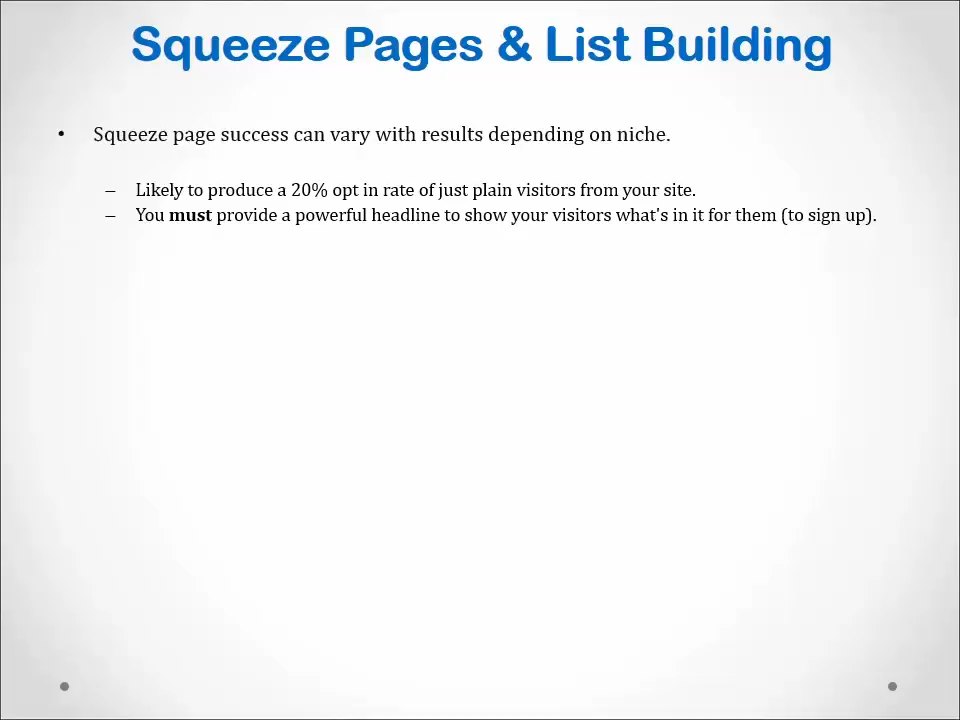 Squeeze Pages & List Building
• Squeeze page success can vary with results depending on niche.
– Likely to produce a 20% opt in rate of just plain visitors from your site.
– You must provide a powerful headline to show your visitors what's in it for them (to sign up).